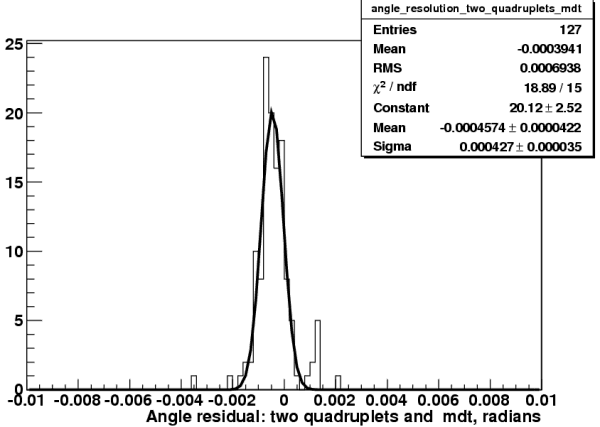 angle_resolution_two_quadruplets_mdt
Entries 127
Mean -0.0003941
RMS 0.0006938
χ² / ndf 18.89 / 15
Constant 20.12 ± 2.52
Mean -0.0004574 ± 0.0000422
Sigma 0.000427 ± 0.000035
25
20
15
10
5
0
-0.01 -0.008 -0.006 -0.004 -0.002 0 0.002 0.004 0.006 0.008 0.01
Angle residual: two quadruplets and mdt, radians